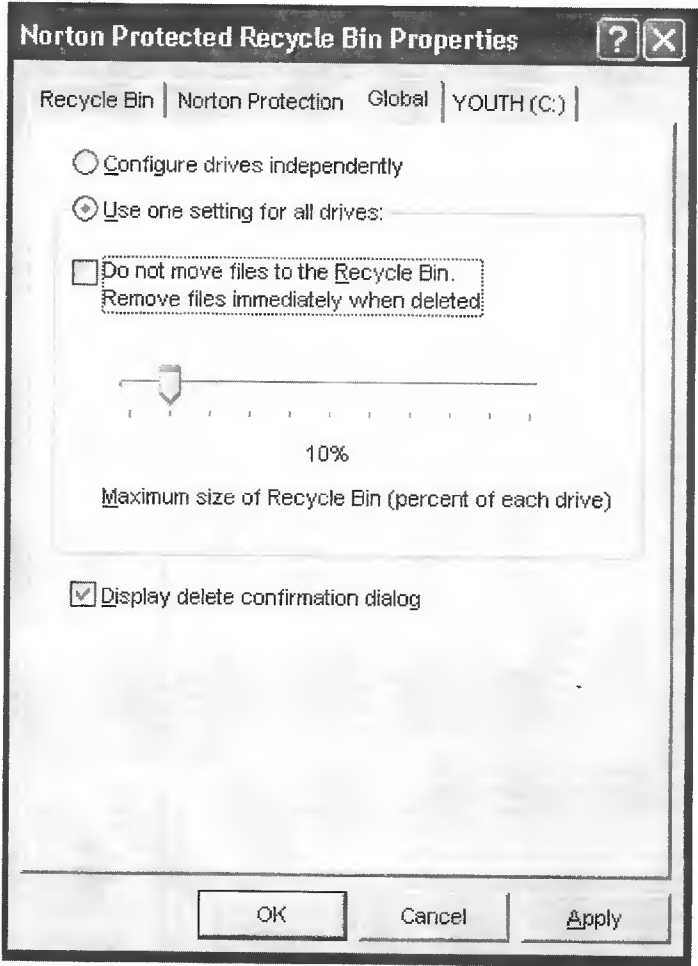 Norton Protected Recycle Bin Properties
Recycle Bin Norton Protection Global YOUTH (C:)
Configure drives independently
Use one setting for all drives:
Do not move files to the Recycle Bin.
Remove files immediately when deleted
10%
Maximum size of Recycle Bin (percent of each drive)
Display delete confirmation dialog
OK Cancel Apply